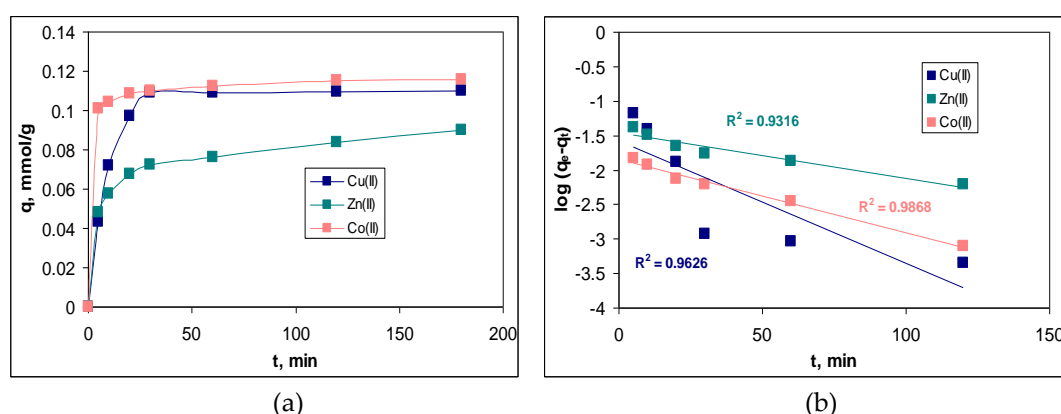 0.14
0.12
0.1
0.08
0.06
0.04
0.02
0
q, mmol/g
Cu(II)
Zn(II)
Co(II)
0 50 100 150 200
t, min
(a)
0
-0.5
-1
-1.5
-2
-2.5
-3
-3.5
-4
log (qe-qt)
Cu(II)
Zn(II)
Co(II)
R² = 0.9316
R² = 0.9868
R² = 0.9626
0 50 100 150
t, min
(b)